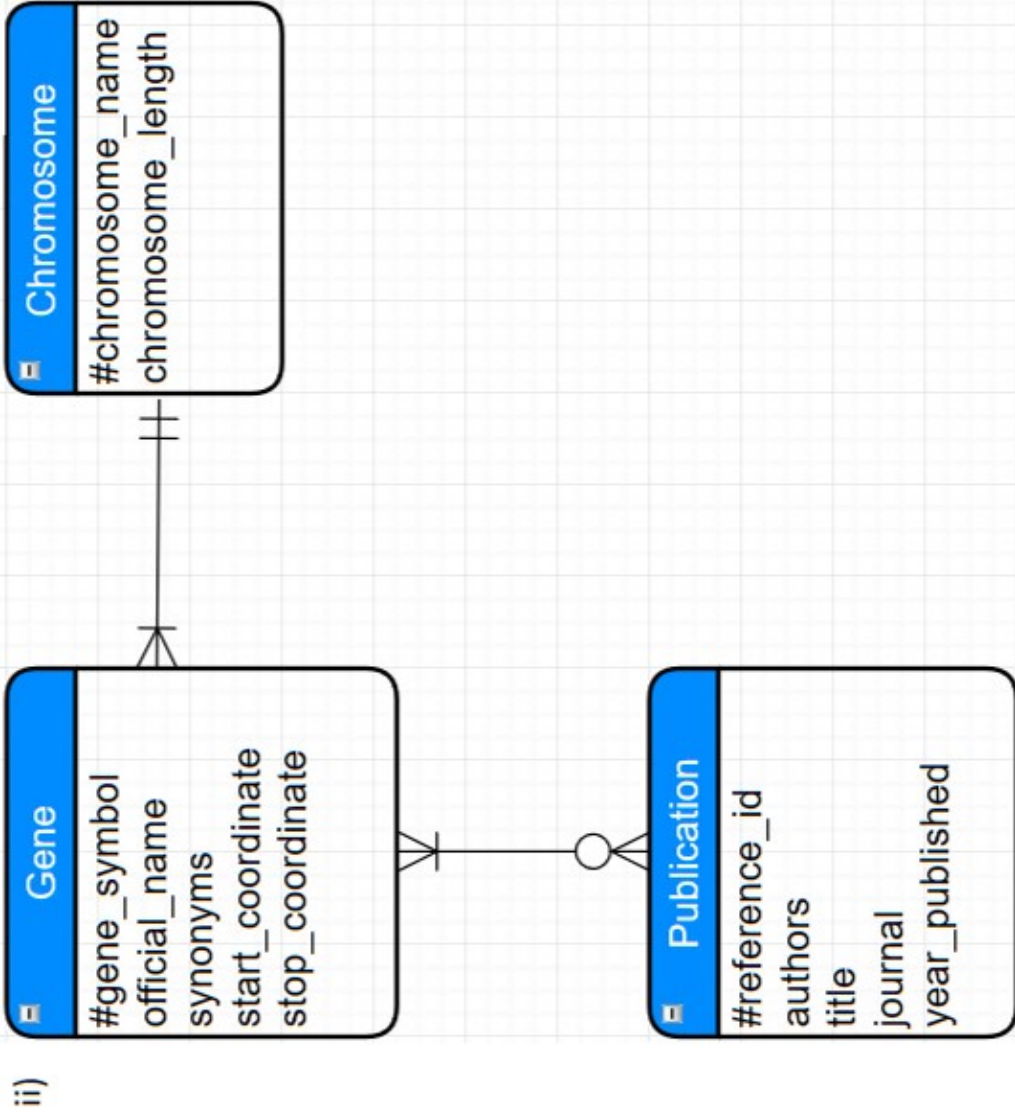 ii)
Gene
#gene_symbol
official_name
synonyms
start_coordinate
stop_coordinate
Chromosome
#chromosome_name
chromosome_length
Publication
#reference_id
authors
title
journal
year_published